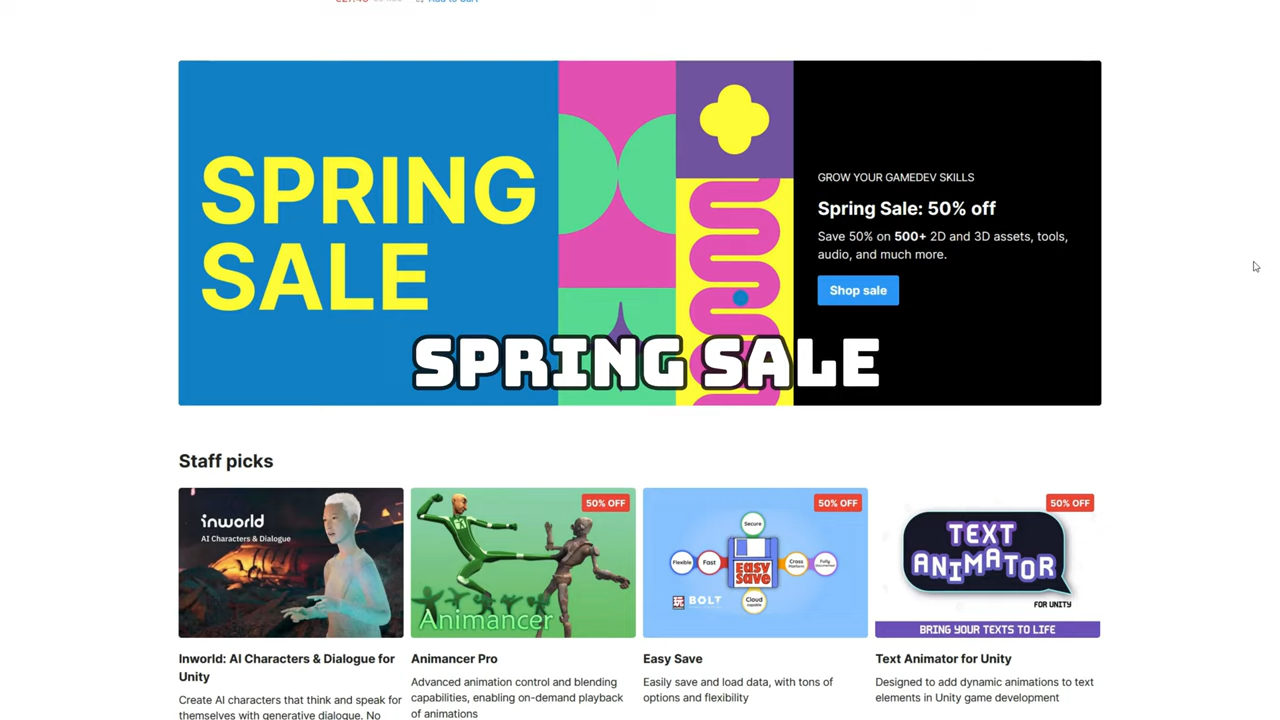 SPRING
SALE
GROW YOUR GAMEDEV SKILLS
Spring Sale: 50% off
Save 50% on 500+ 2D and 3D assets, tools,
audio, and much more.
Shop sale
SPRING SALE
Staff picks
inworld
AI Characters & Dialogue
50% OFF
Animancer
50% OFF
Secure
Flexible
Fast
Easy
Save
Cross
Platform
Fully
Documented
Cloud
Capable
BOLT
50% OFF
TEXT
ANIMATOR
FOR UNITY
BRING YOUR TEXTS TO LIFE
Inworld: AI Characters & Dialogue for
Unity
Create AI characters that think and speak for
themselves with generative dialogue. No
Animancer Pro
Advanced animation control and blending
capabilities, enabling on-demand playback
of animations
Easy Save
Easily save and load data, with tons of
options and flexibility
Text Animator for Unity
Designed to add dynamic animations to text
elements in Unity game development